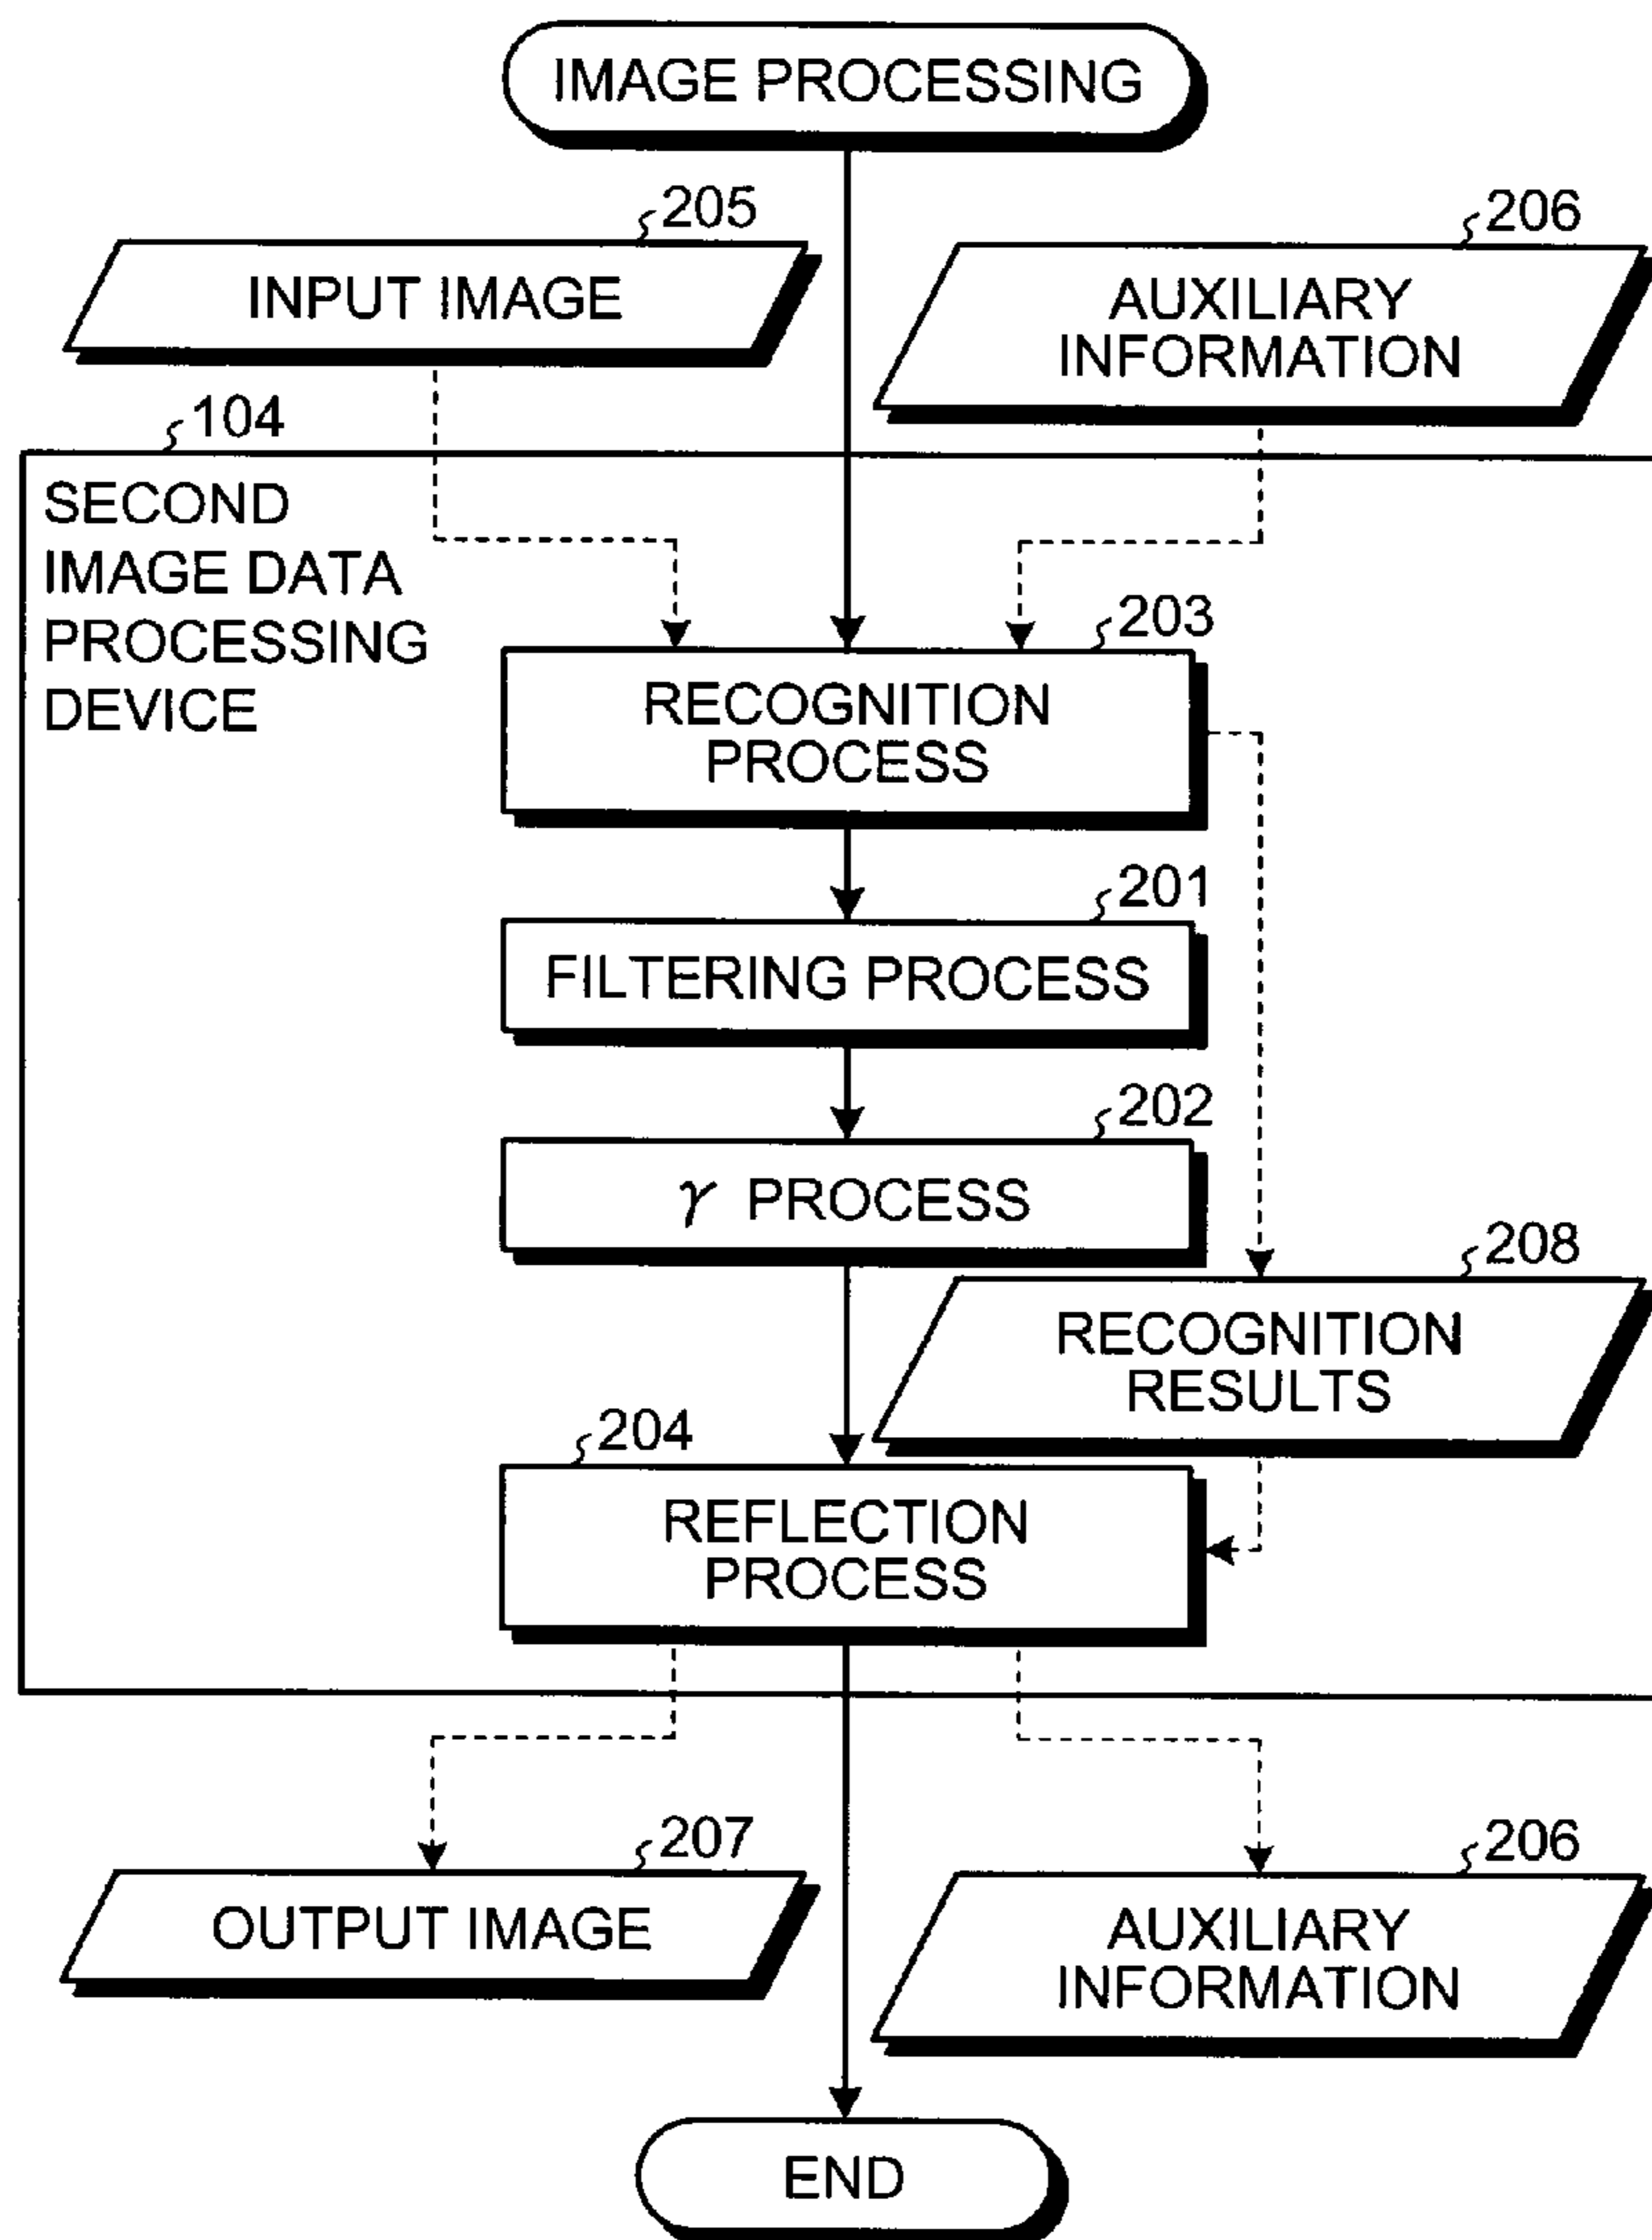 IMAGE PROCESSING
205
INPUT IMAGE
206
AUXILIARY
INFORMATION
104
SECOND
IMAGE DATA
PROCESSING
DEVICE
203
RECOGNITION
PROCESS
201
FILTERING PROCESS
202
γ PROCESS
208
RECOGNITION
RESULTS
204
REFLECTION
PROCESS
207
OUTPUT IMAGE
206
AUXILIARY
INFORMATION
END